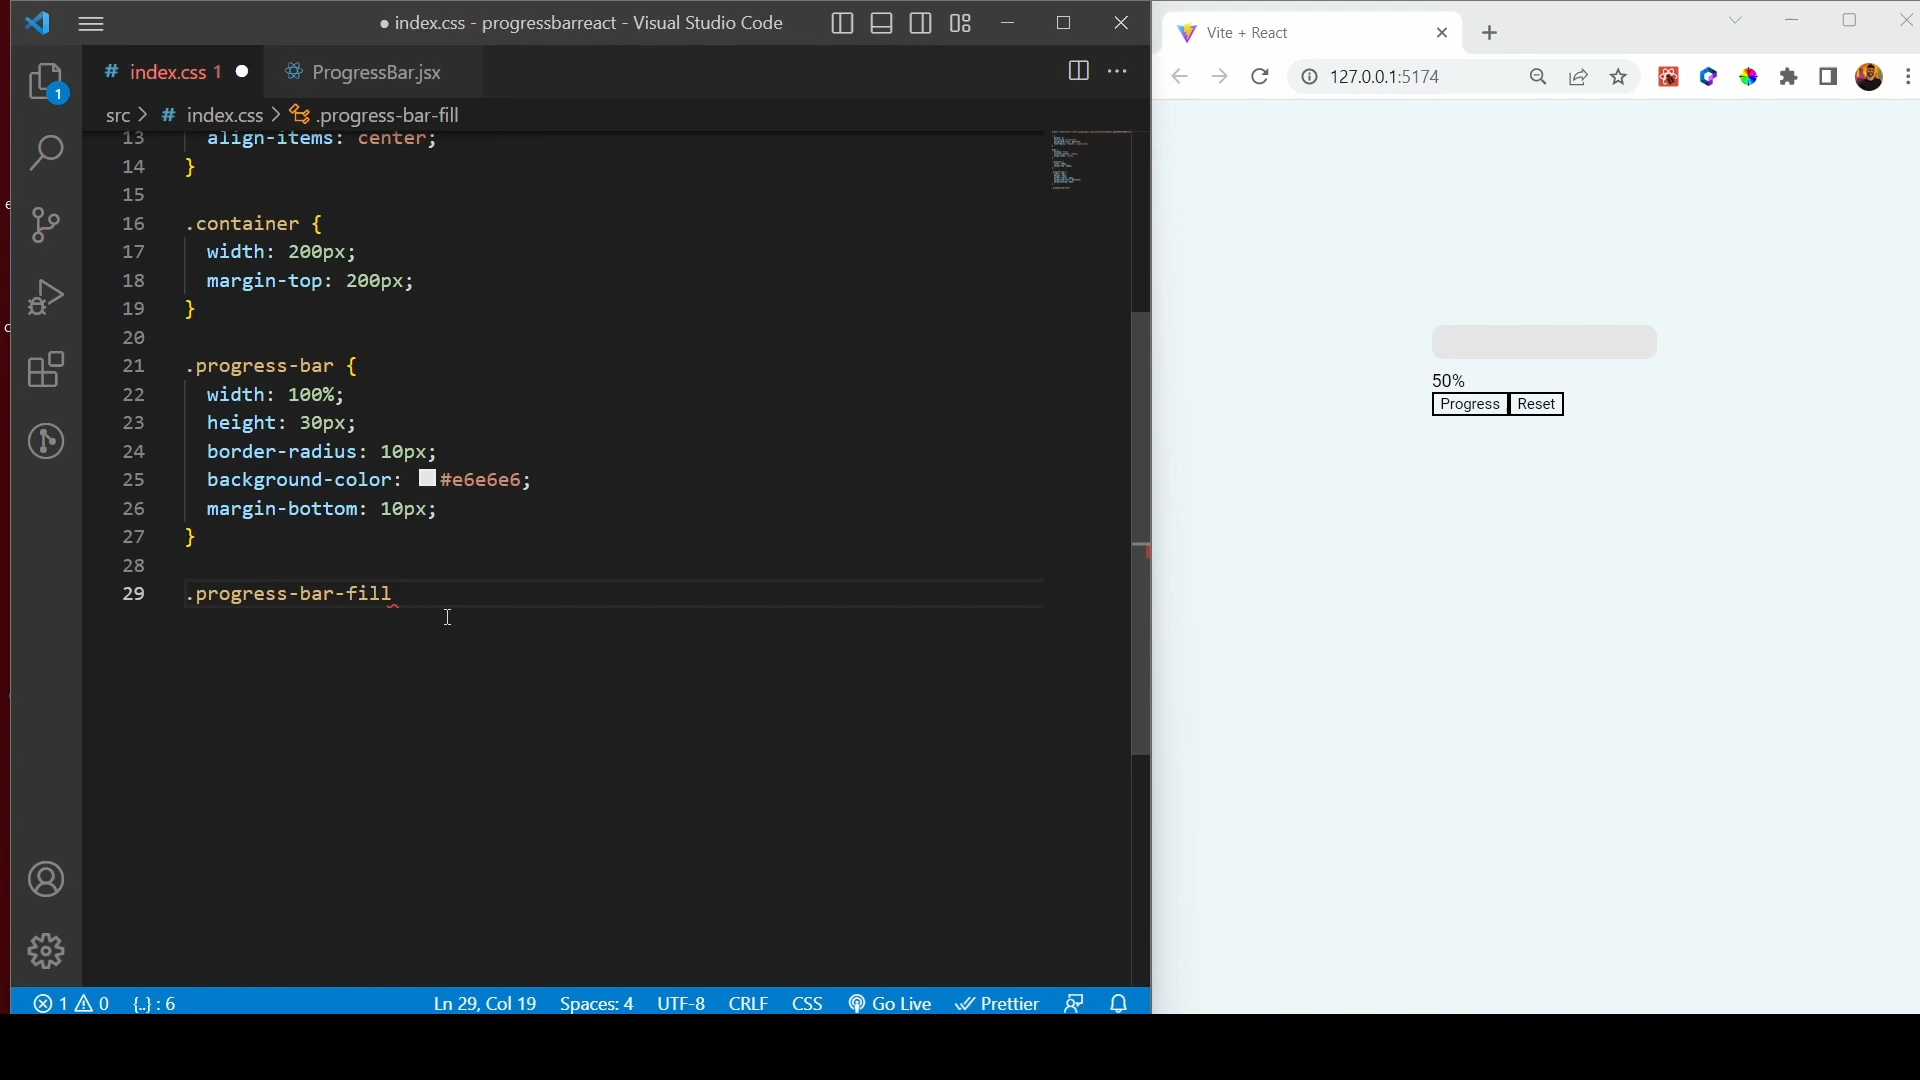 ● index.css - progressbarreact - Visual Studio Code
# index.css 1 ●
ProgressBar.jsx
src > # index.css > .progress-bar-fill
13 align-items: center;
14 }
15
16 .container {
17 width: 200px;
18 margin-top: 200px;
19 }
20
21 .progress-bar {
22 width: 100%;
23 height: 30px;
24 border-radius: 10px;
25 background-color: #e6e6e6;
26 margin-bottom: 10px;
27 }
28
29 .progress-bar-fill
1
1 0 {..} : 6 Ln 29, Col 19 Spaces: 4 UTF-8 CRLF CSS Go Live Prettier
Vite + React
127.0.0.1:5174
50%
Progress Reset